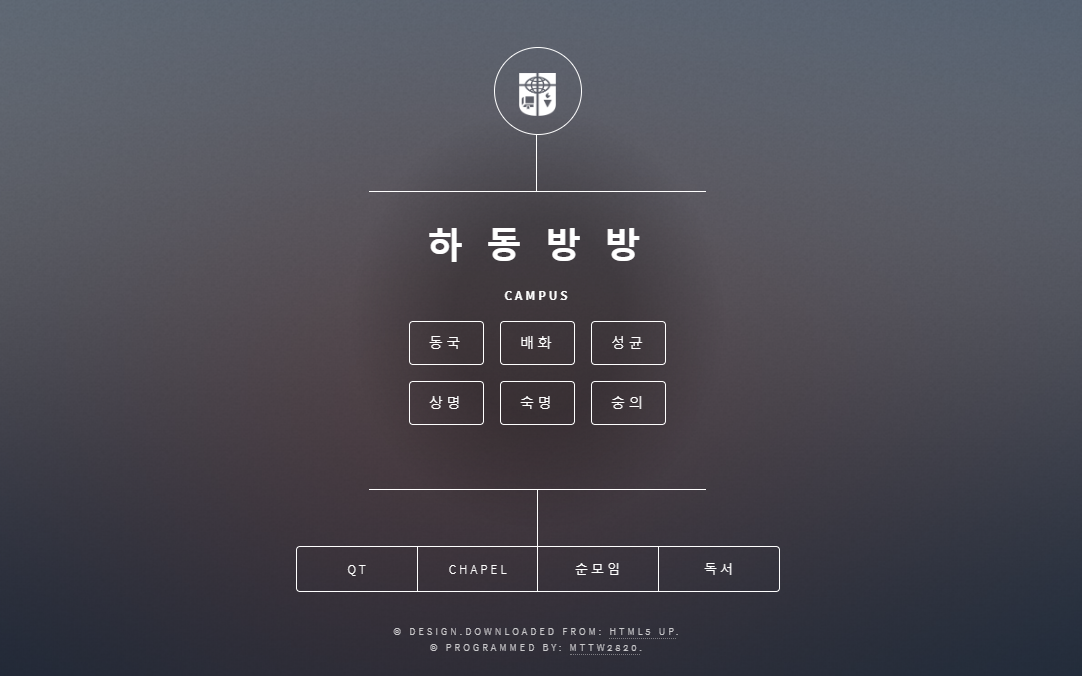 하동방방
CAMPUS
동국 배화 성균
상명 숙명 숭의
QT CHAPEL 순모임 독서
© DESIGN.DOWNLOADED FROM: HTML5 UP.
© PROGRAMMED BY: MTTW2820.